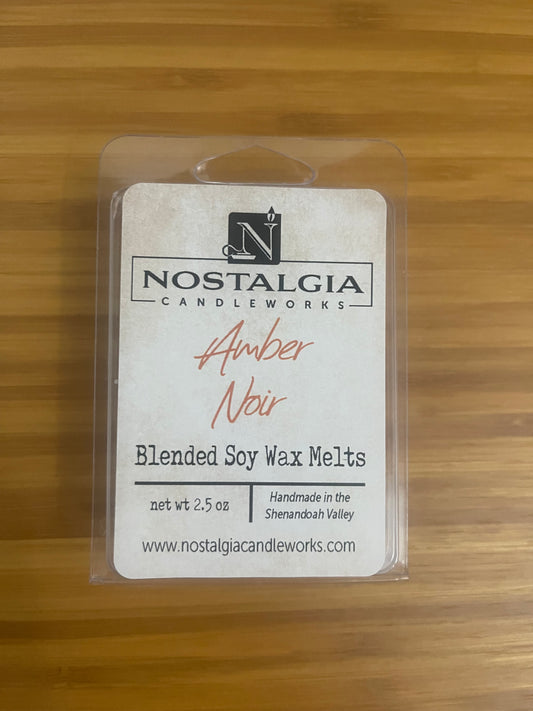 N
NOSTALGIA
CANDLEWORKS
Amber
Noir
Blended Soy Wax Melts
net wt 2.5 oz
Handmade in the
Shenandoah Valley
www.nostalgiacandleworks.com